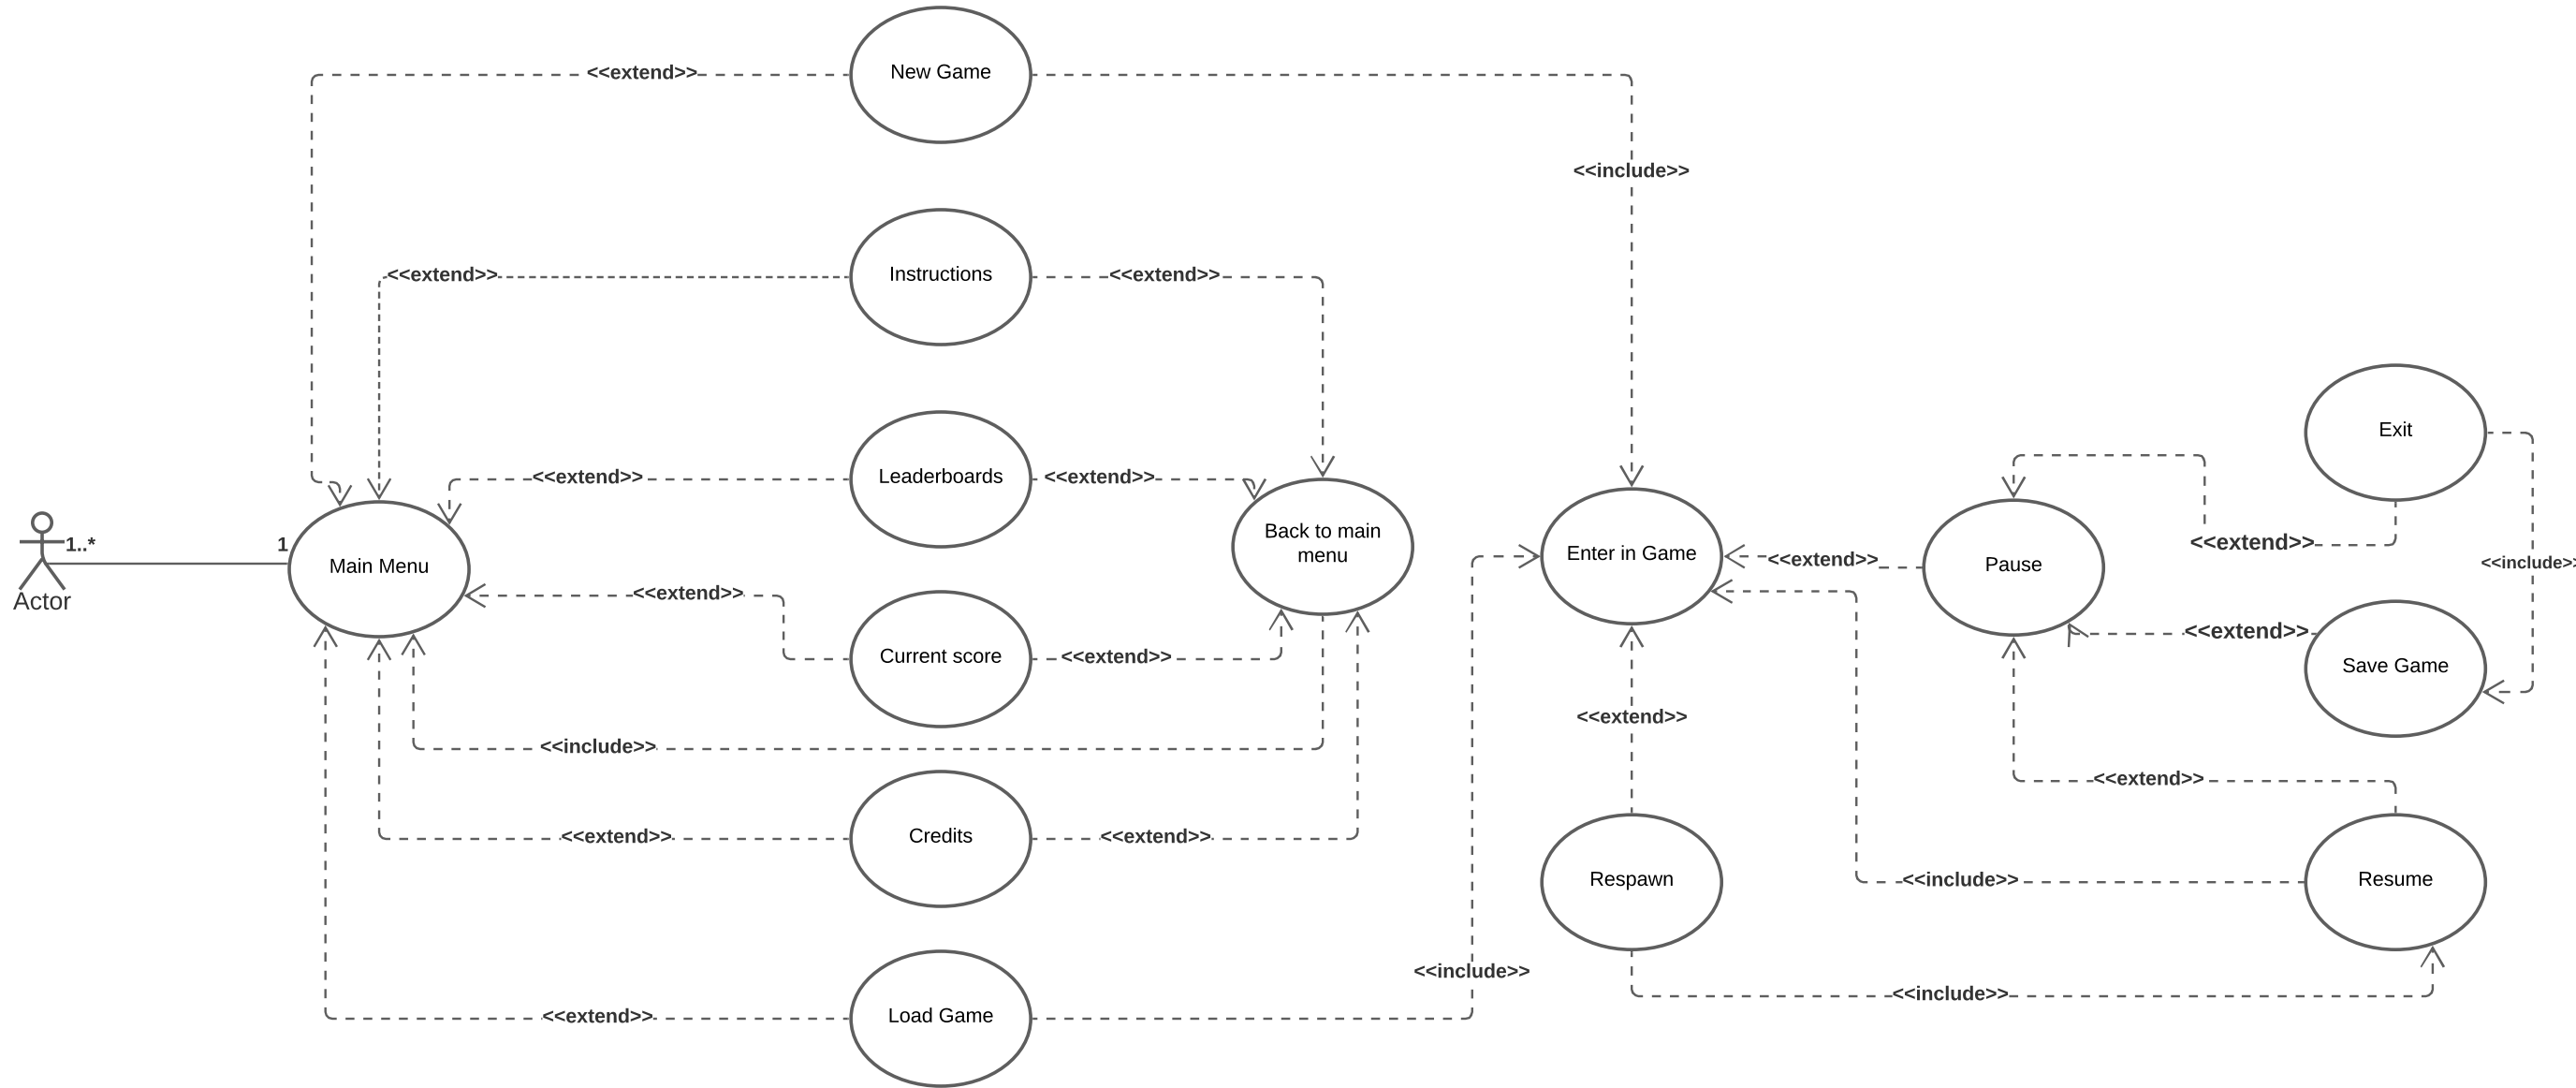 New Game
<<extend>>
<<include>>
Instructions
<<extend>>
<<extend>>
Exit
Leaderboards
<<extend>>
<<extend>>
Back to main
menu
1..*
1
Main Menu
Actor
Enter in Game
<<extend>>
Pause
<<extend>>
<<include>>
<<extend>>
Current score
<<extend>>
<<extend>>
Save Game
<<include>>
<<extend>>
<<extend>>
Credits
<<extend>>
<<extend>>
Respawn
<<include>>
Resume
<<include>>
<<include>>
Load Game
<<extend>>